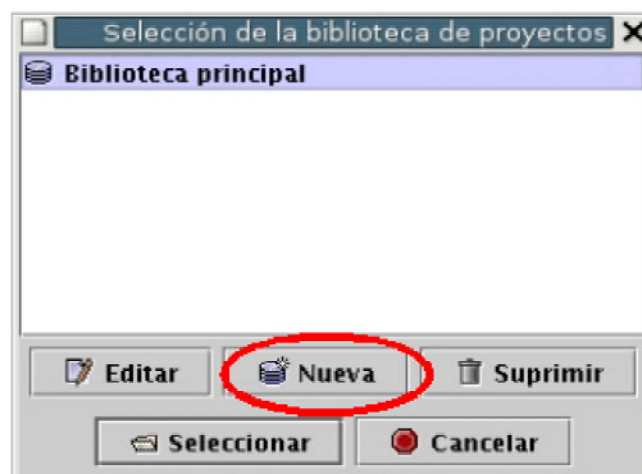 Selección de la biblioteca de proyectos
Biblioteca principal
Editar Nueva Suprimir
Seleccionar Cancelar